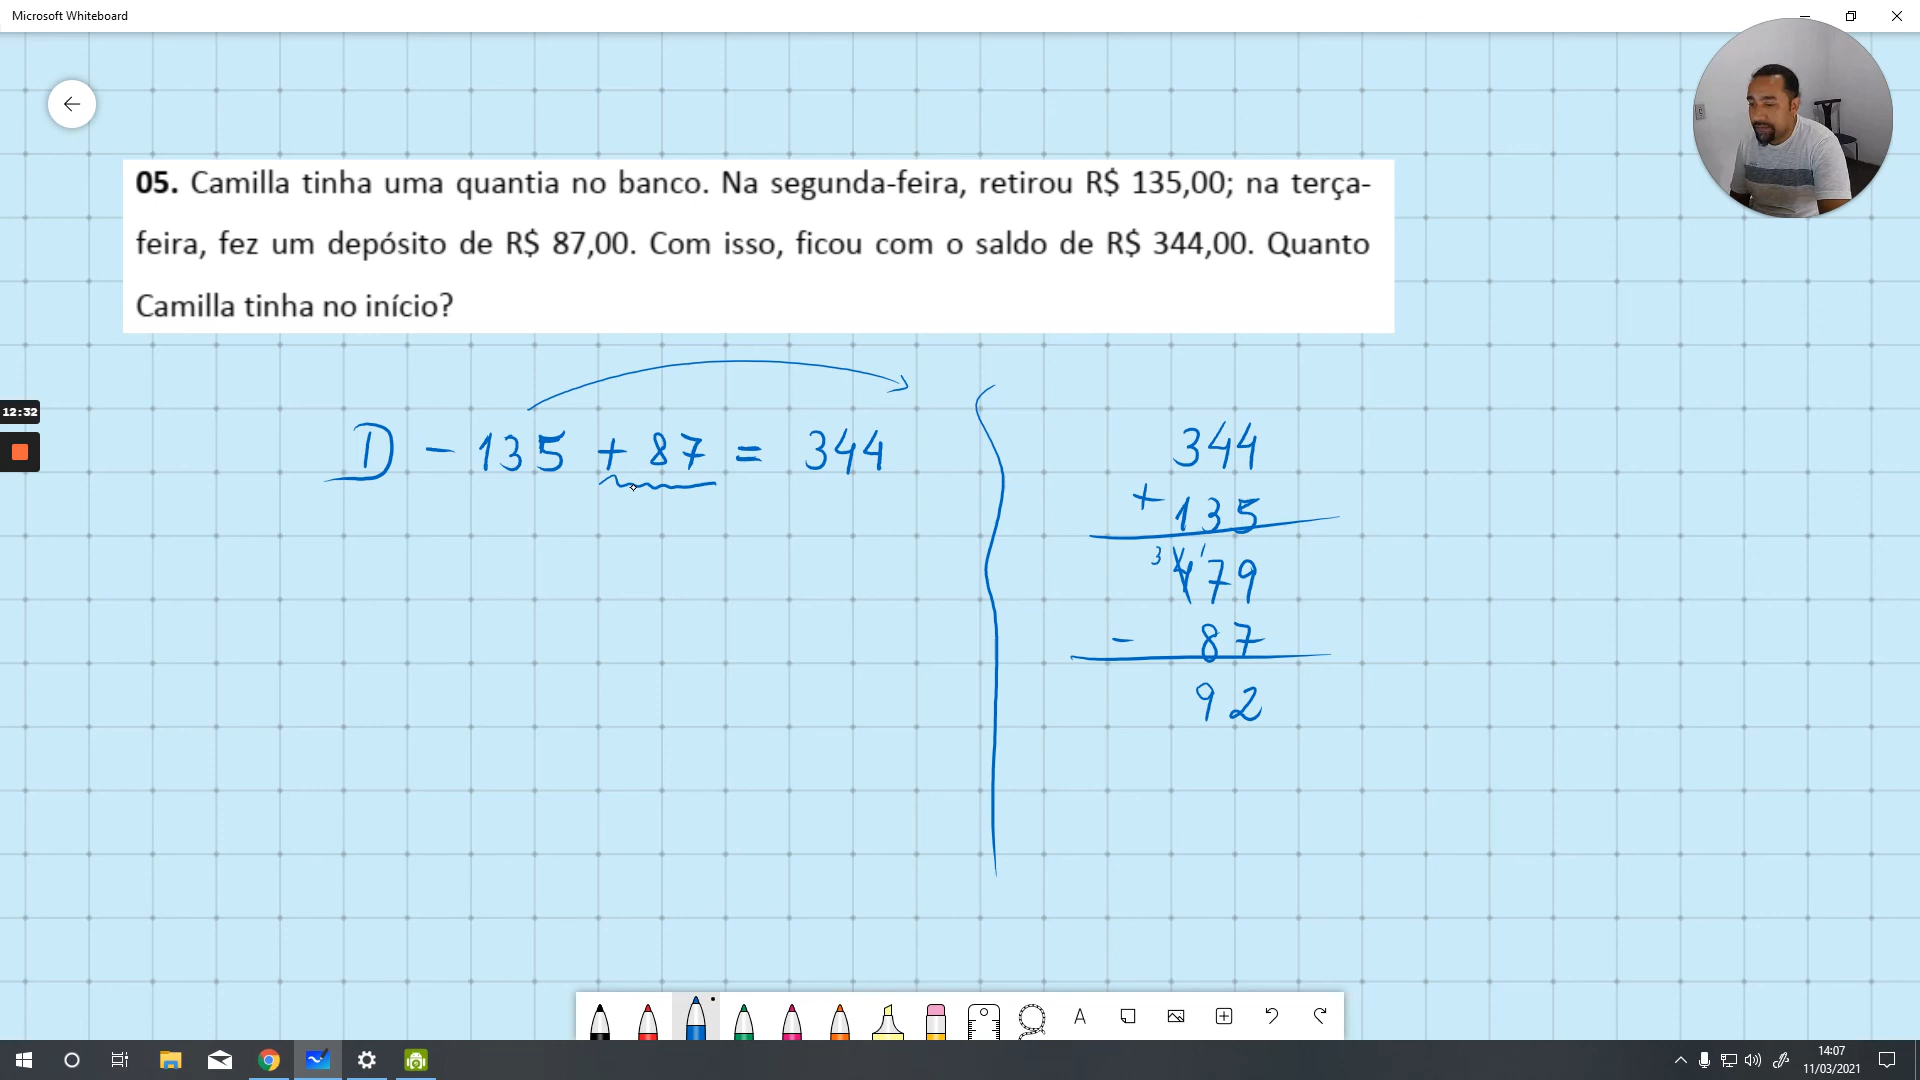 Microsoft Whiteboard
05. Camilla tinha uma quantia no banco. Na segunda-feira, retirou R$ 135,00; na terça-
feira, fez um depósito de R$ 87,00. Com isso, ficou com o saldo de R$ 344,00. Quanto
Camilla tinha no início?
12:32
D - 135 + 87 = 344
344
+ 135
3 1
479
- 87
92
A
14:07
11/03/2021